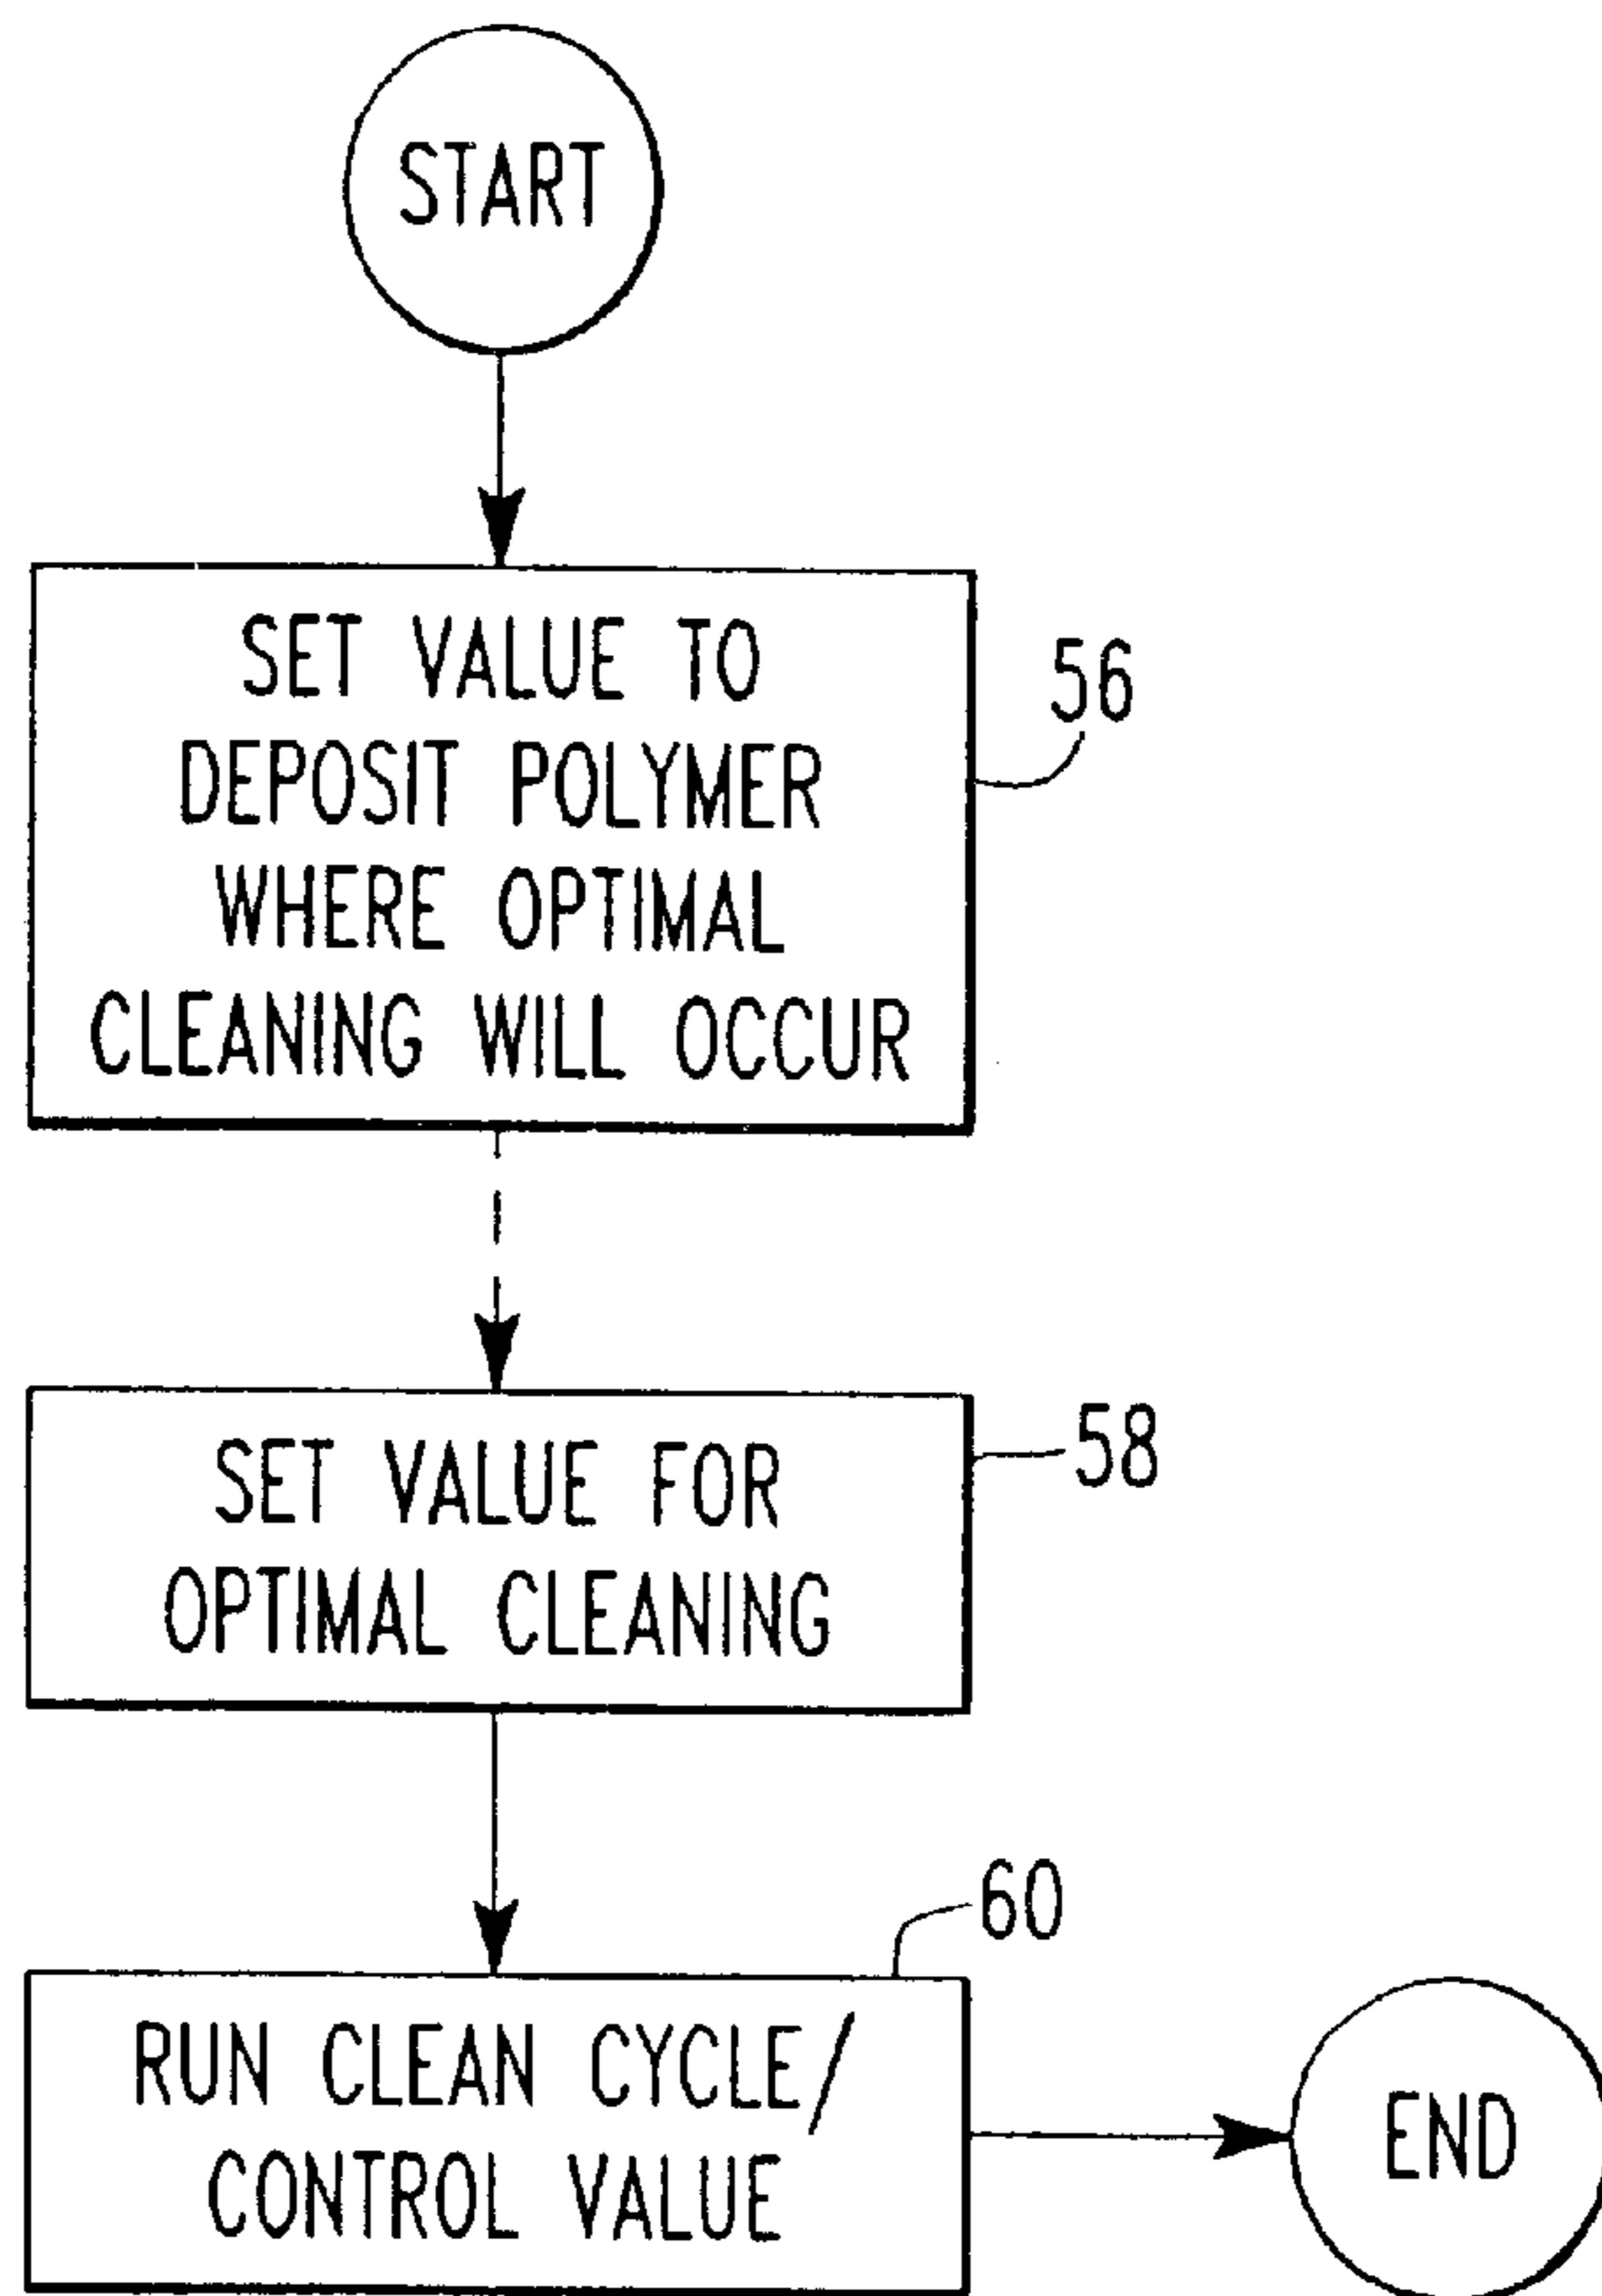 START
SET VALUE TO
DEPOSIT POLYMER
WHERE OPTIMAL
CLEANING WILL OCCUR
56
SET VALUE FOR
OPTIMAL CLEANING
58
60
RUN CLEAN CYCLE/
CONTROL VALUE
END